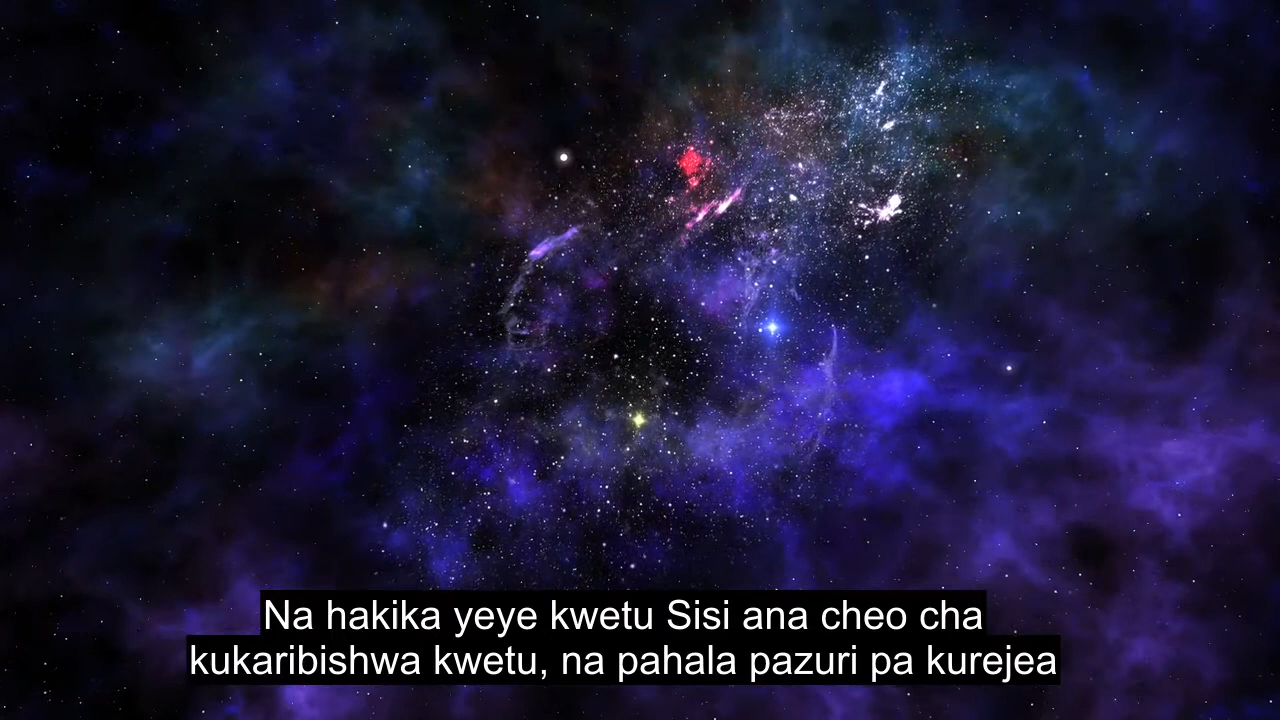 Na hakika yeye kwetu Sisi ana cheo cha
kukaribishwa kwetu, na pahala pazuri pa kurejea